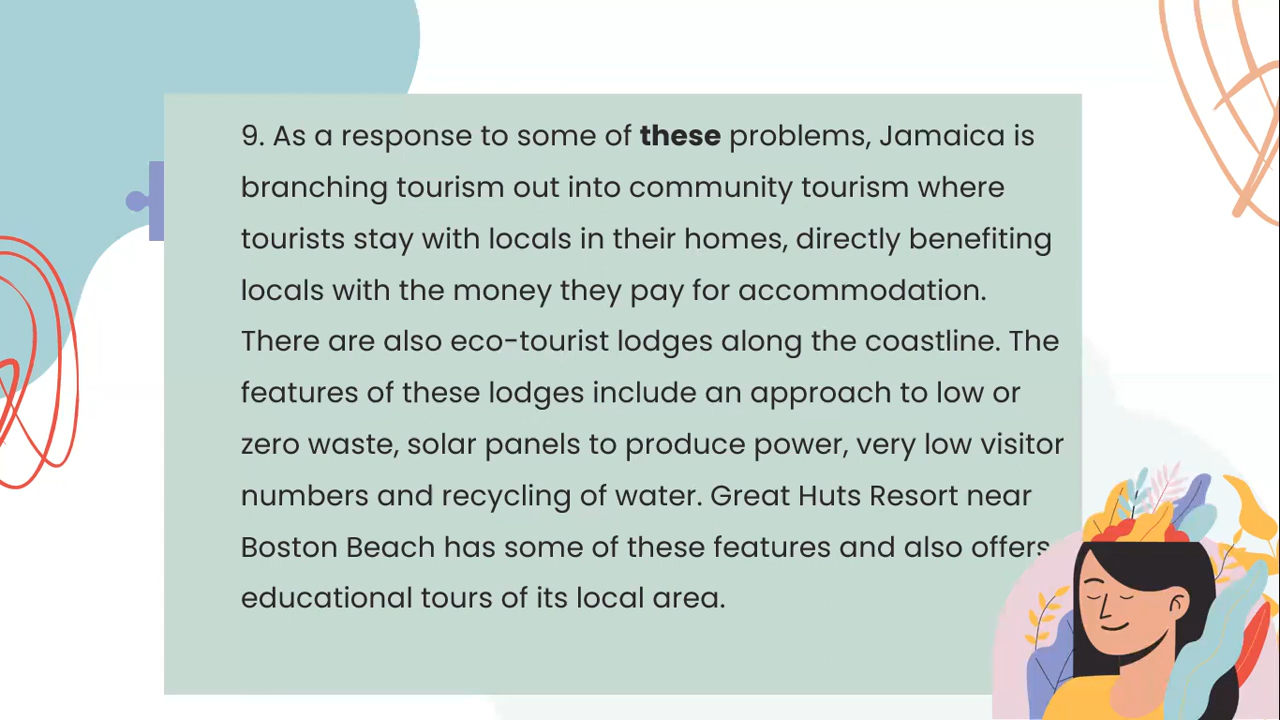 9. As a response to some of these problems, Jamaica is
branching tourism out into community tourism where
tourists stay with locals in their homes, directly benefiting
locals with the money they pay for accommodation.
There are also eco-tourist lodges along the coastline. The
features of these lodges include an approach to low or
zero waste, solar panels to produce power, very low visitor
numbers and recycling of water. Great Huts Resort near
Boston Beach has some of these features and also offers
educational tours of its local area.